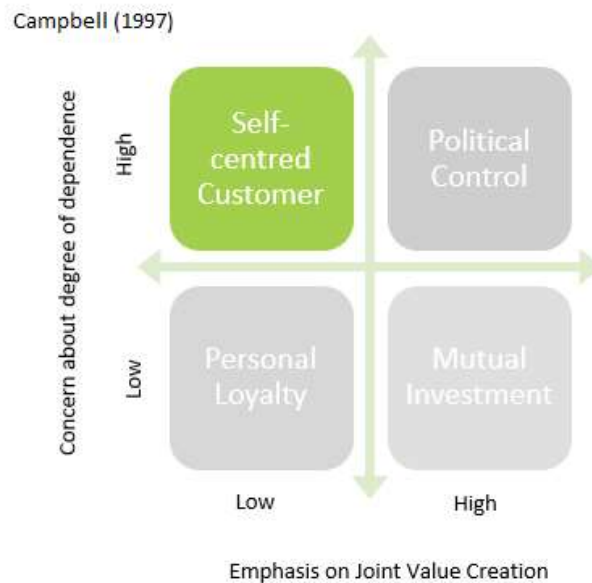 Campbell (1997)
Concern about degree of dependence
High
Self-
centred
Customer
Political
Control
Low
Personal
Loyalty
Mutual
Investment
Low
High
Emphasis on Joint Value Creation